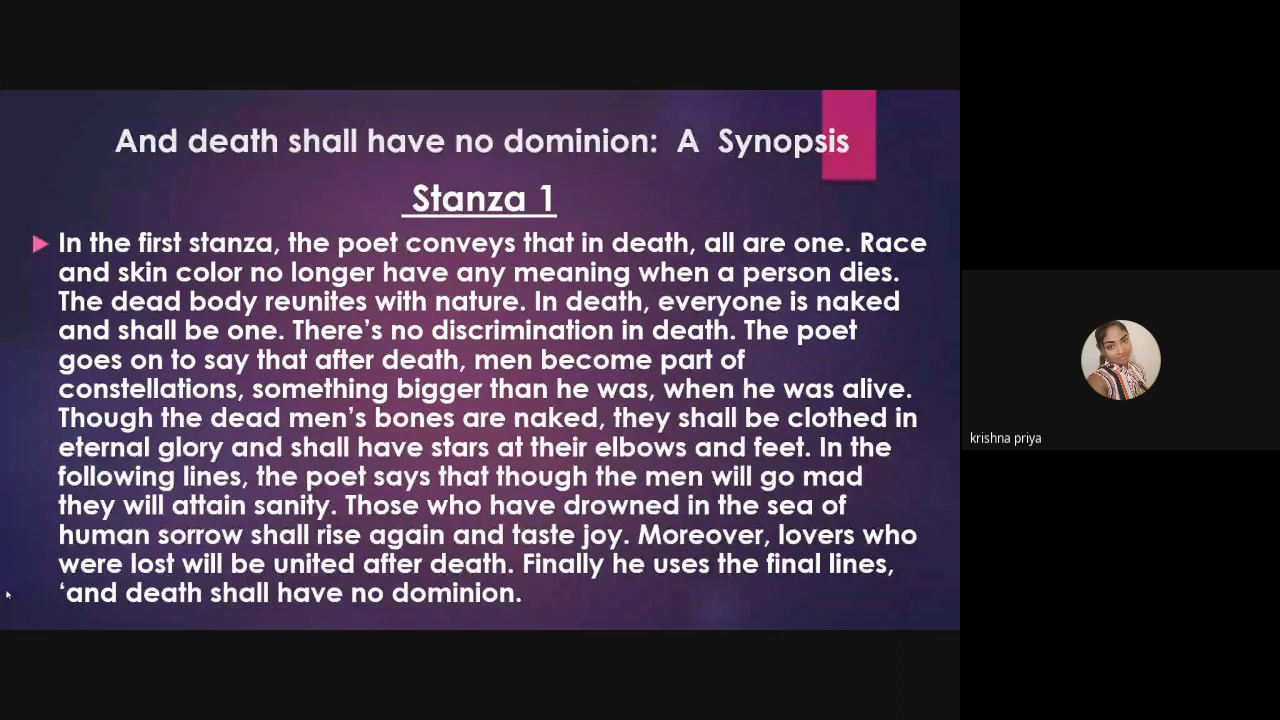 And death shall have no dominion: A Synopsis
Stanza 1
In the first stanza, the poet conveys that in death, all are one. Race
and skin color no longer have any meaning when a person dies.
The dead body reunites with nature. In death, everyone is naked
and shall be one. There's no discrimination in death. The poet
goes on to say that after death, men become part of
constellations, something bigger than he was, when he was alive.
Though the dead men's bones are naked, they shall be clothed in
eternal glory and shall have stars at their elbows and feet. In the
following lines, the poet says that though the men will go mad
they will attain sanity. Those who have drowned in the sea of
human sorrow shall rise again and taste joy. Moreover, lovers who
were lost will be united after death. Finally he uses the final lines,
‘and death shall have no dominion.
krishna priya